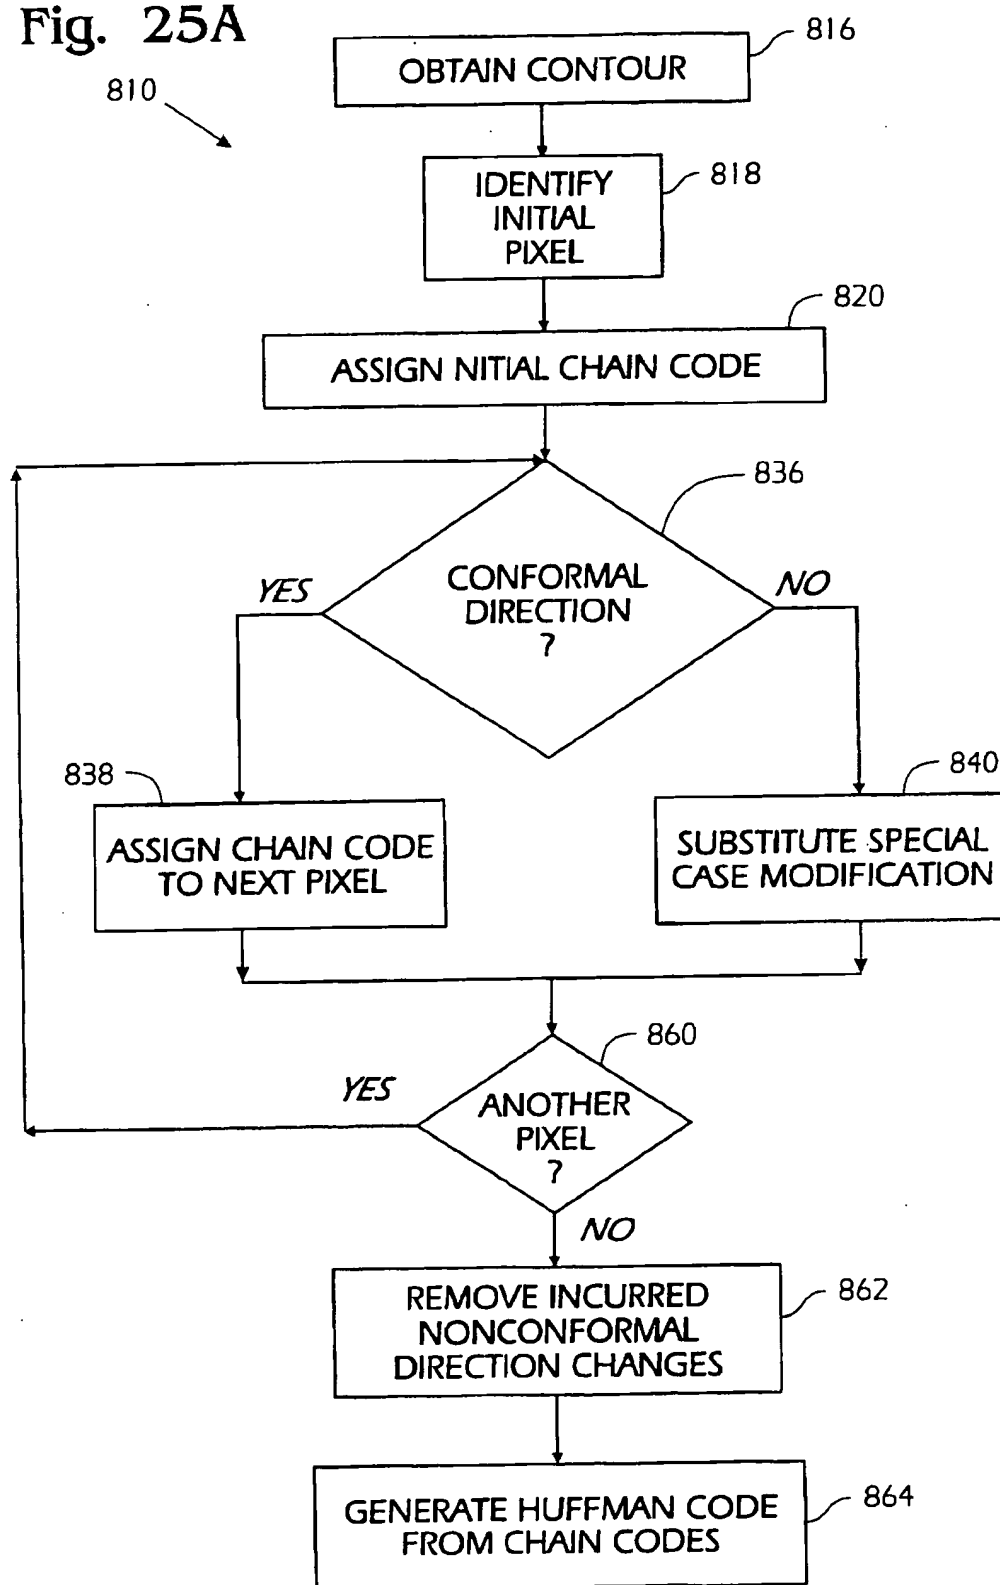 Fig. 25A
810
816
OBTAIN CONTOUR
818
IDENTIFY
INITIAL
PIXEL
820
ASSIGN NITIAL CHAIN CODE
836
CONFORMAL
DIRECTION
?
YES
NO
838
ASSIGN CHAIN CODE
TO NEXT PIXEL
840
SUBSTITUTE SPECIAL
CASE MODIFICATION
860
ANOTHER
PIXEL
?
YES
NO
862
REMOVE INCURRED
NONCONFORMAL
DIRECTION CHANGES
864
GENERATE HUFFMAN CODE
FROM CHAIN CODES